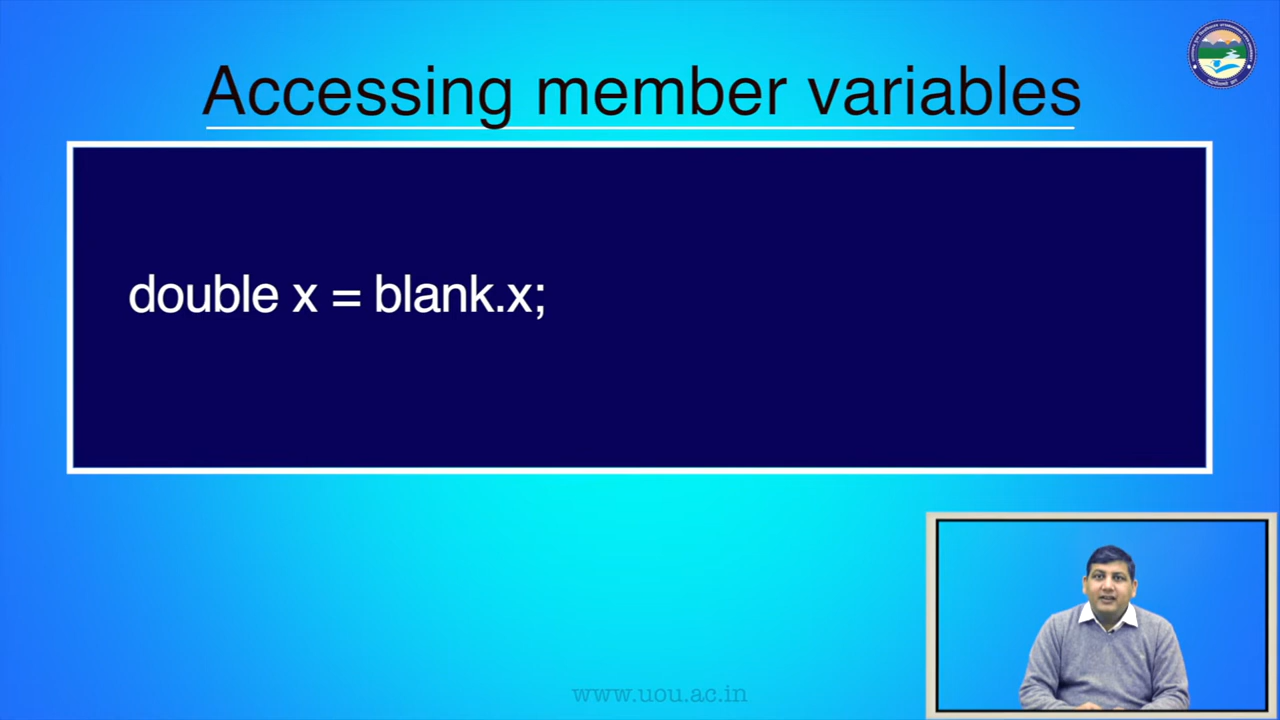 Accessing member variables
double x = blank.x;
www.uou.ac.in